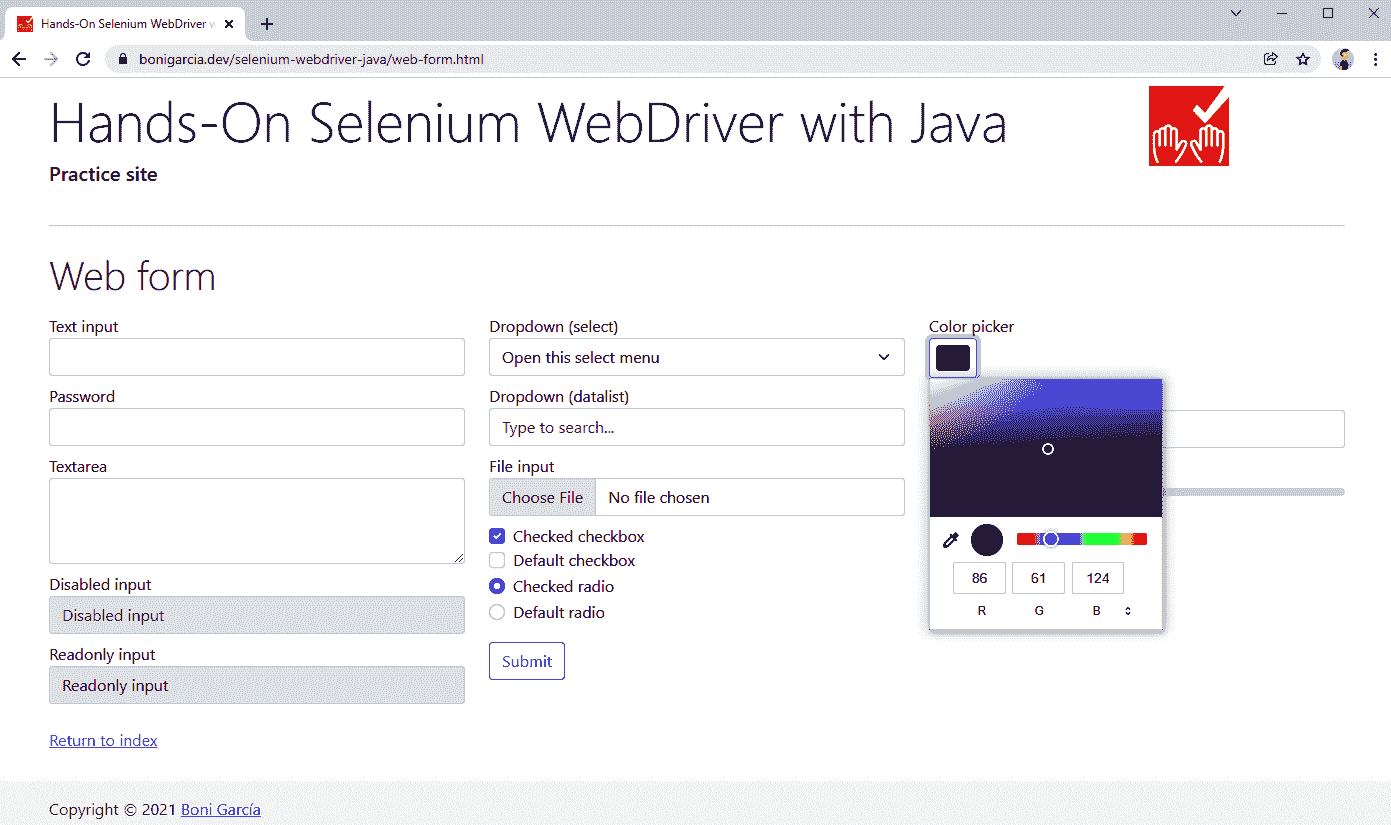 Hands-On Selenium WebDriver w
bonigarcia.dev/selenium-webdriver-java/web-form.html
Hands-On Selenium WebDriver with Java
Practice site
Web form
Text input
Password
Textarea
Disabled input
Disabled input
Readonly input
Readonly input
Return to index
Dropdown (select)
Open this select menu
Dropdown (datalist)
Type to search...
File input
Choose File No file chosen
Checked checkbox
Default checkbox
Checked radio
Default radio
Submit
Color picker
86 61 124
R G B
Copyright © 2021 Boni García